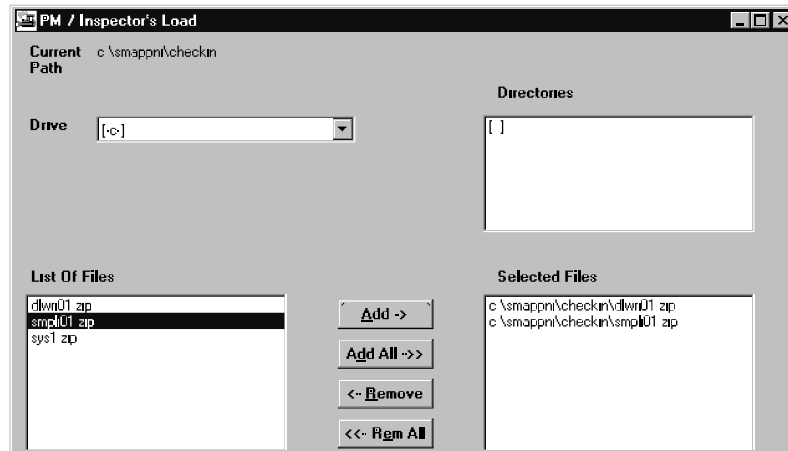 PM / Inspector's Load
Current Path c \smappni\checkin
Directories
Drive [-c-]
[ ]
List Of Files
Selected Files
dlwn01 zip
smpli01 zip
sys1 zip
Add ->
Add All ->>
<- Remove
<<- Rem All
c \smappni\checkin\dlwn01 zip
c \smappni\checkin\smpli01 zip